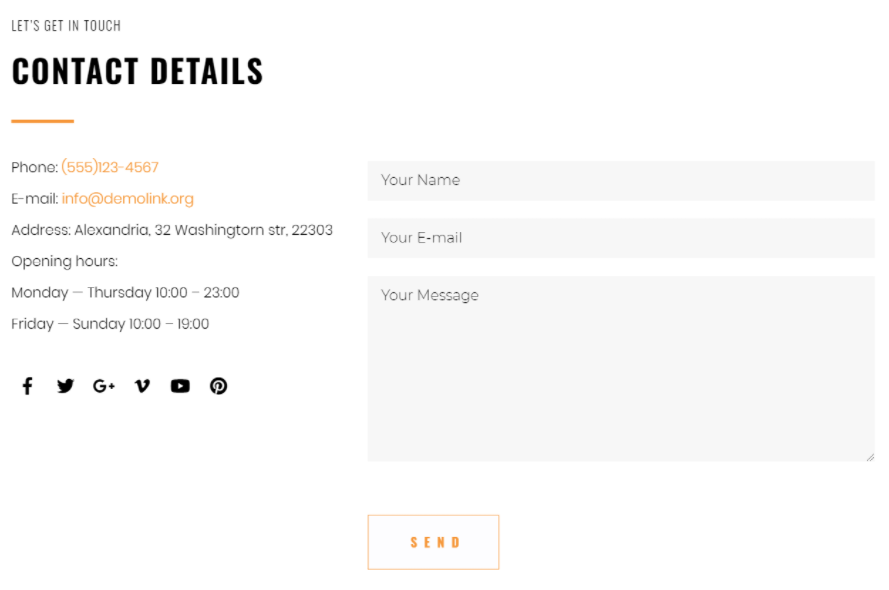 LET'S GET IN TOUCH
CONTACT DETAILS
Phone: (555)123-4567
E-mail: info@demolink.org
Address: Alexandria, 32 Washingtorn str, 22303
Opening hours:
Monday — Thursday 10:00 – 23:00
Friday — Sunday 10:00 – 19:00
Your Name
Your E-mail
Your Message
SEND